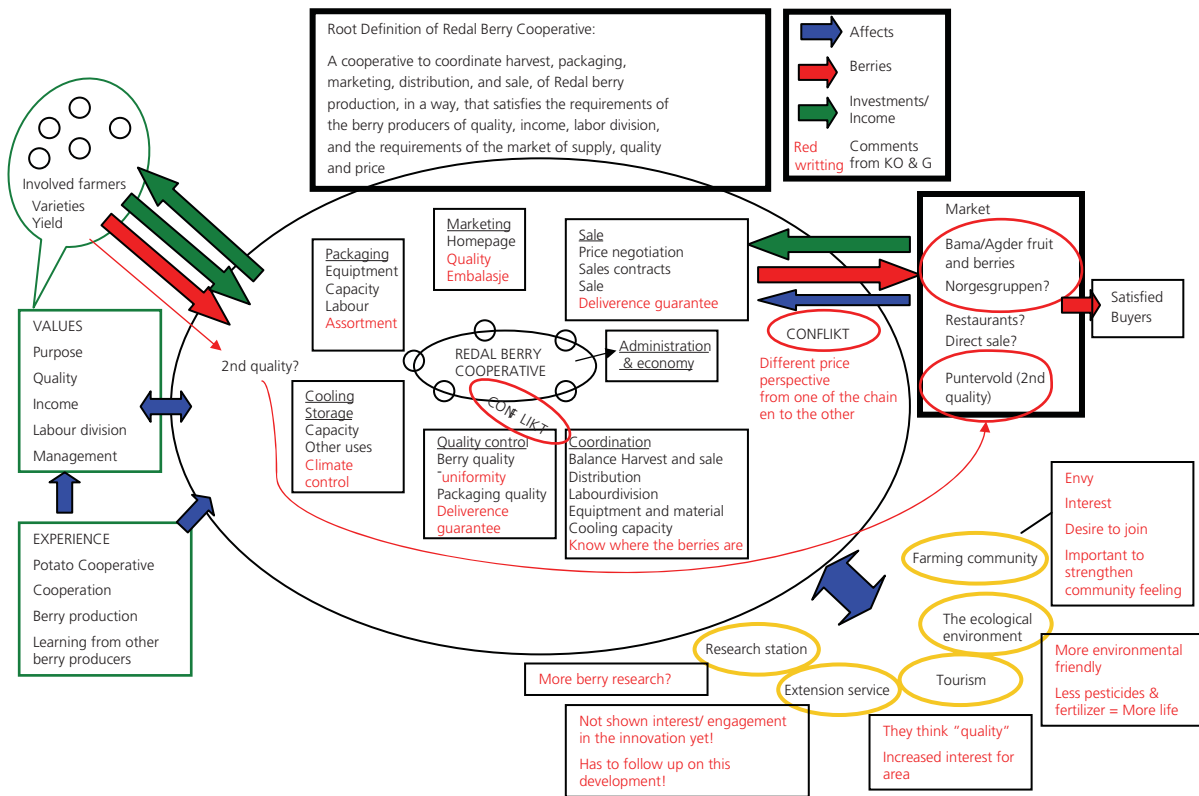 Root Definition of Redal Berry Cooperative:
A cooperative to coordinate harvest, packaging,
marketing, distribution, and sale, of Redal berry
production, in a way, that satisfies the requirements of
the berry producers of quality, income, labor division,
and the requirements of the market of supply, quality
and price
Affects
Berries
Investments/
Income
Red
writting
Comments
from KO & G
Involved farmers
Varieties
Yield
VALUES
Purpose
Quality
Income
Labour division
Management
EXPERIENCE
Potato Cooperative
Cooperation
Berry production
Learning from other
berry producers
Packaging
Equiptment
Capacity
Labour
Assortment
Marketing
Homepage
Quality
Embalasje
Sale
Price negotiation
Sales contracts
Sale
Deliverence guarantee
2nd quality?
REDAL BERRY
COOPERATIVE
Administration
& economy
CONFLIKT
Cooling
Storage
Capacity
Other uses
Climate
control
Quality control
Berry quality
-uniformity
Packaging quality
Deliverence
guarantee
Coordination
Balance Harvest and sale
Distribution
Labourdivision
Equiptment and material
Cooling capacity
Know where the berries are
CONFLIKT
Different price
perspective
from one of the chain
en to the other
Market
Bama/Agder fruit
and berries
Norgesgruppen?
Restaurants?
Direct sale?
Puntervold (2nd
quality)
Satisfied
Buyers
Farming community
Envy
Interest
Desire to join
Important to
strengthen
community feeling
The ecological
environment
More environmental
friendly
Less pesticides &
fertilizer = More life
Tourism
They think "quality"
Increased interest for
area
Research station
More berry research?
Extension service
Not shown interest/ engagement
in the innovation yet!
Has to follow up on this
development!